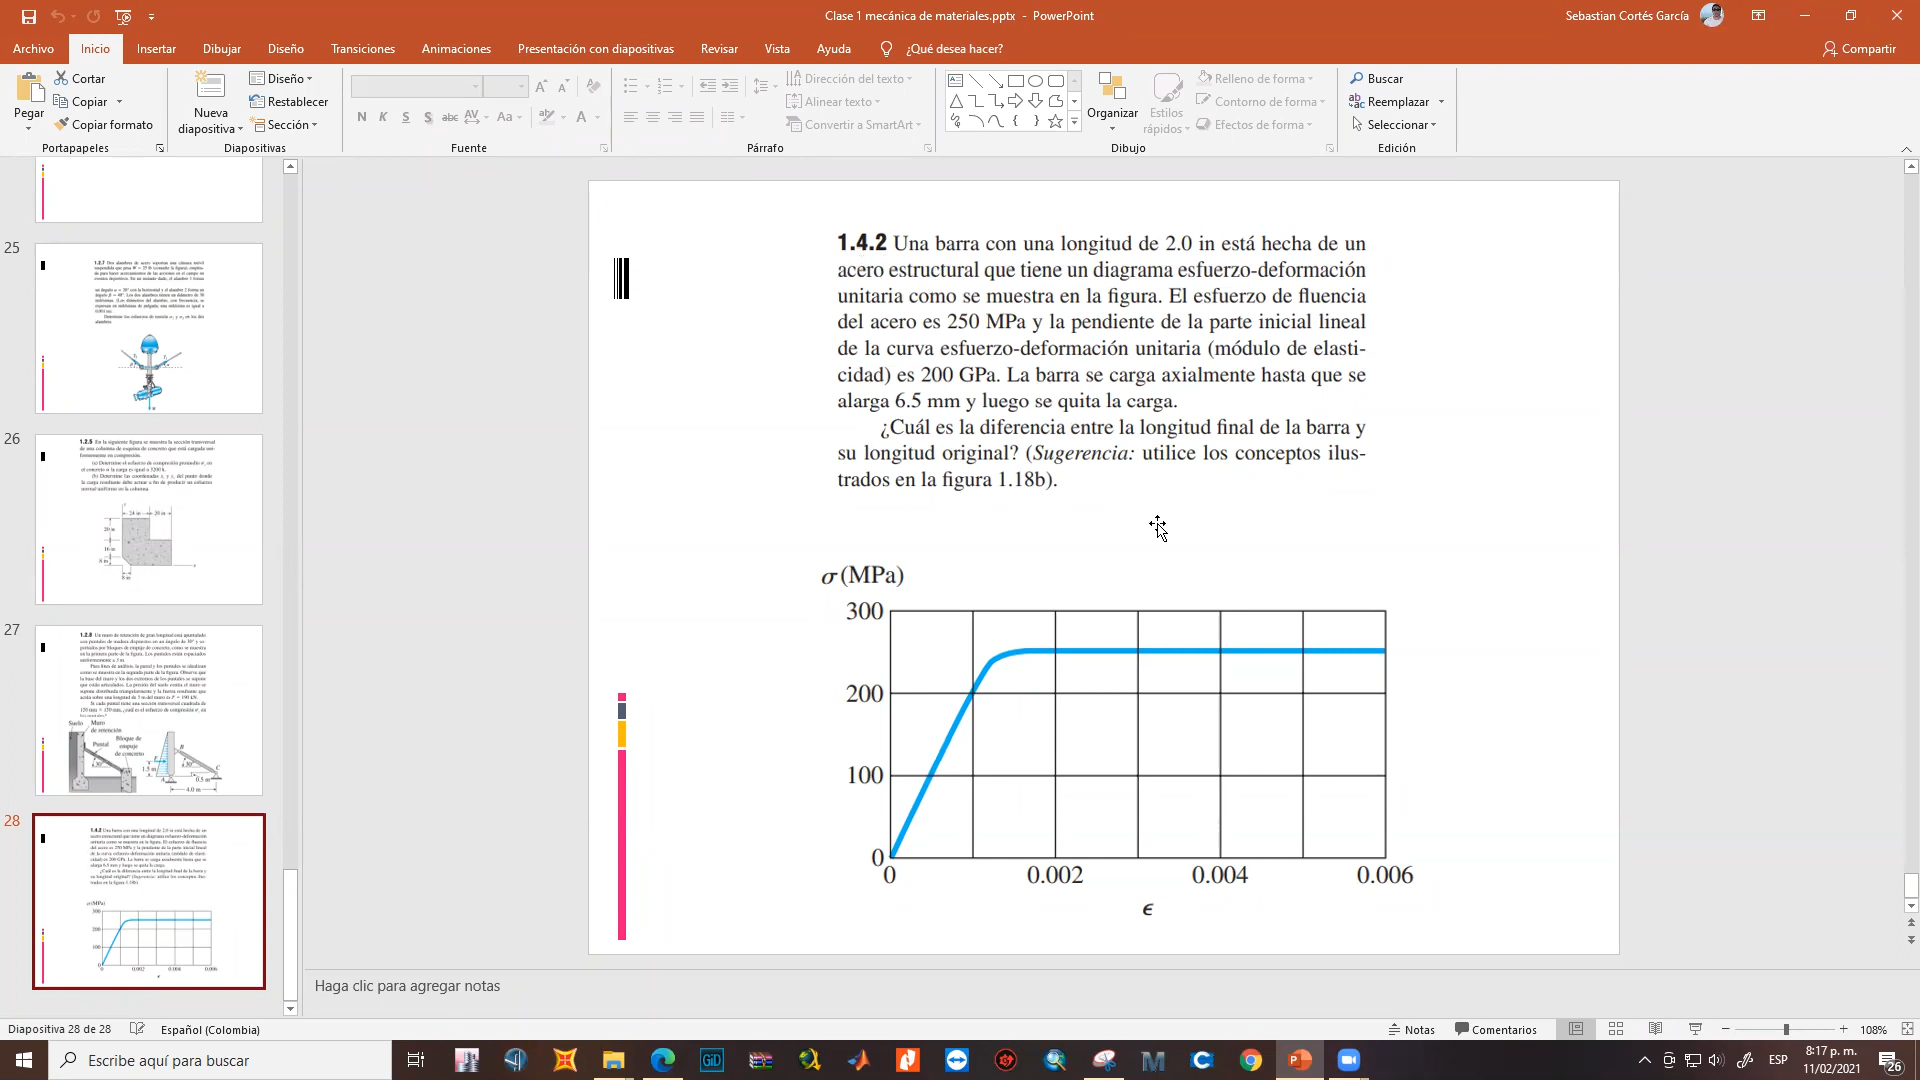 Clase 1 mecánica de materiales.pptx - PowerPoint
Sebastian Cortés García
Archivo
Inicio
Insertar
Dibujar
Diseño
Transiciones
Animaciones
Presentación con diapositivas
Revisar
Vista
Ayuda
¿Qué desea hacer?
Compartir
Pegar
Cortar
Copiar
Copiar formato
Portapapeles
Nueva
diapositiva
Diseño
Restablecer
Sección
Diapositivas
N K S S abc AV Aa A
Fuente
Dirección del texto
Alinear texto
Convertir a SmartArt
Párrafo
Organizar
Estilos
rápidos
Relleno de forma
Contorno de forma
Efectos de forma
Dibujo
Buscar
Reemplazar
Seleccionar
Edición
25
26
27
28
1.4.2 Una barra con una longitud de 2.0 in está hecha de un
acero estructural que tiene un diagrama esfuerzo-deformación
unitaria como se muestra en la figura. El esfuerzo de fluencia
del acero es 250 MPa y la pendiente de la parte inicial lineal
de la curva esfuerzo-deformación unitaria (módulo de elasti-
cidad) es 200 GPa. La barra se carga axialmente hasta que se
alarga 6.5 mm y luego se quita la carga.
¿Cuál es la diferencia entre la longitud final de la barra y
su longitud original? (Sugerencia: utilice los conceptos ilus-
trados en la figura 1.18b).
σ (MPa)
300
200
100
0
0 0.002 0.004 0.006
ϵ
Haga clic para agregar notas
Diapositiva 28 de 28
Español (Colombia)
Notas
Comentarios
108%
Escribe aquí para buscar
GiD
ESP
8:17 p. m.
11/02/2021
26